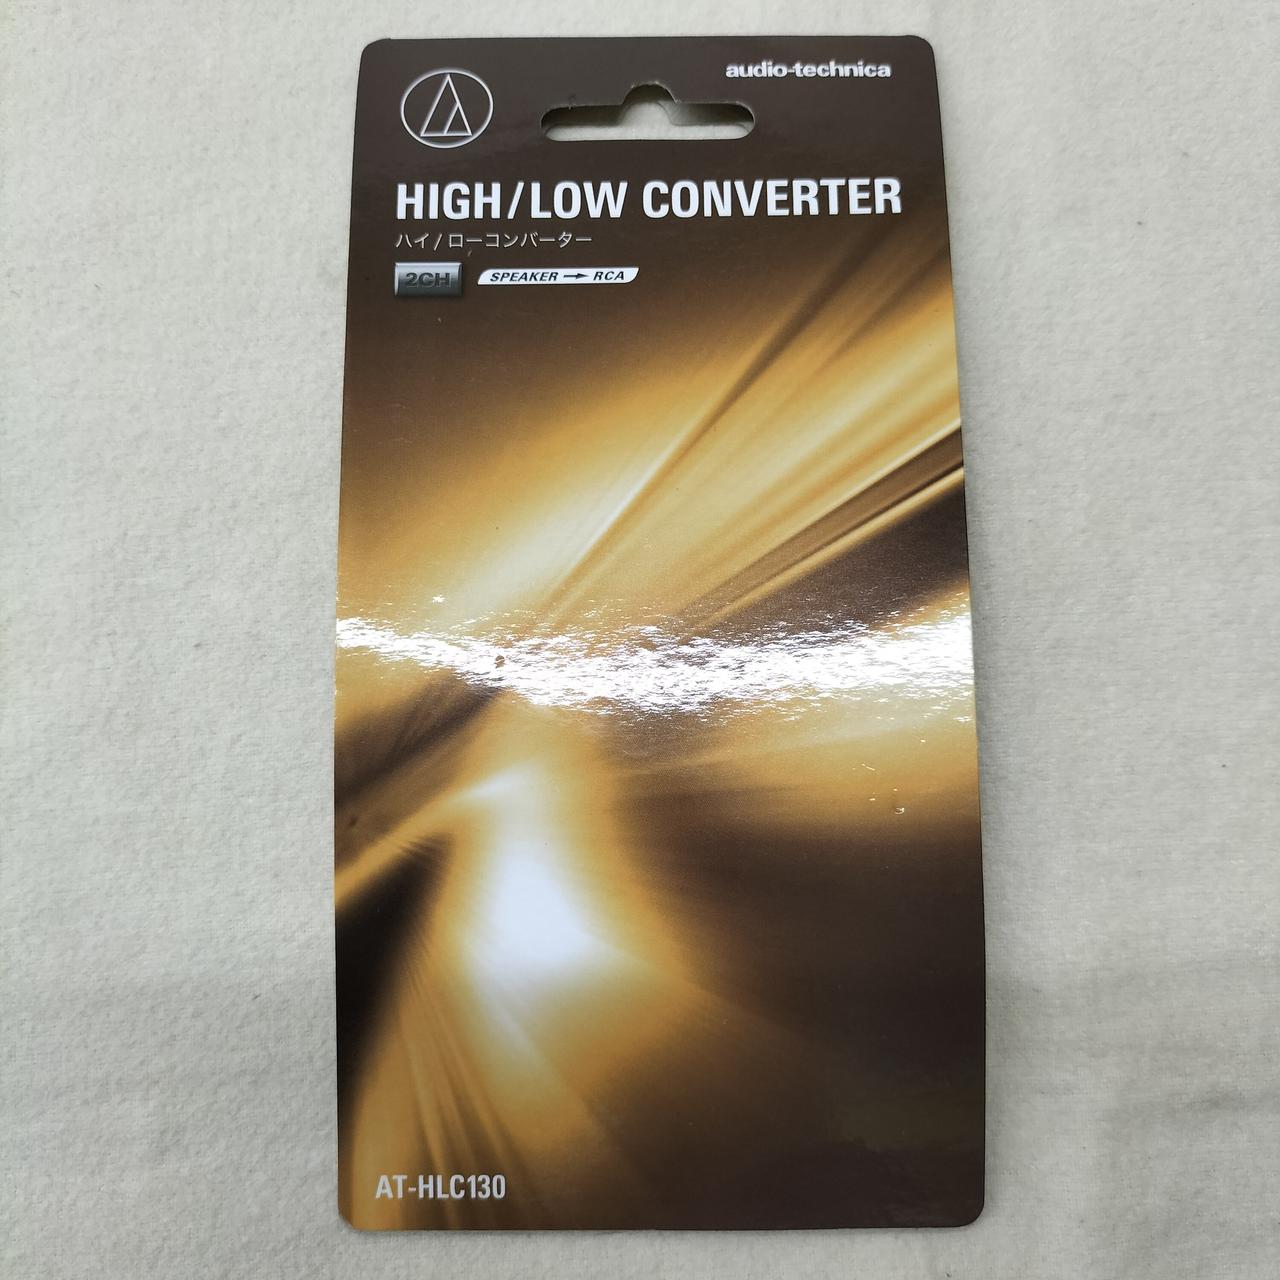 audio-technica
HIGH/LOW CONVERTER
ハイ/ローコンバーター
2CH SPEAKER → RCA
AT-HLC130